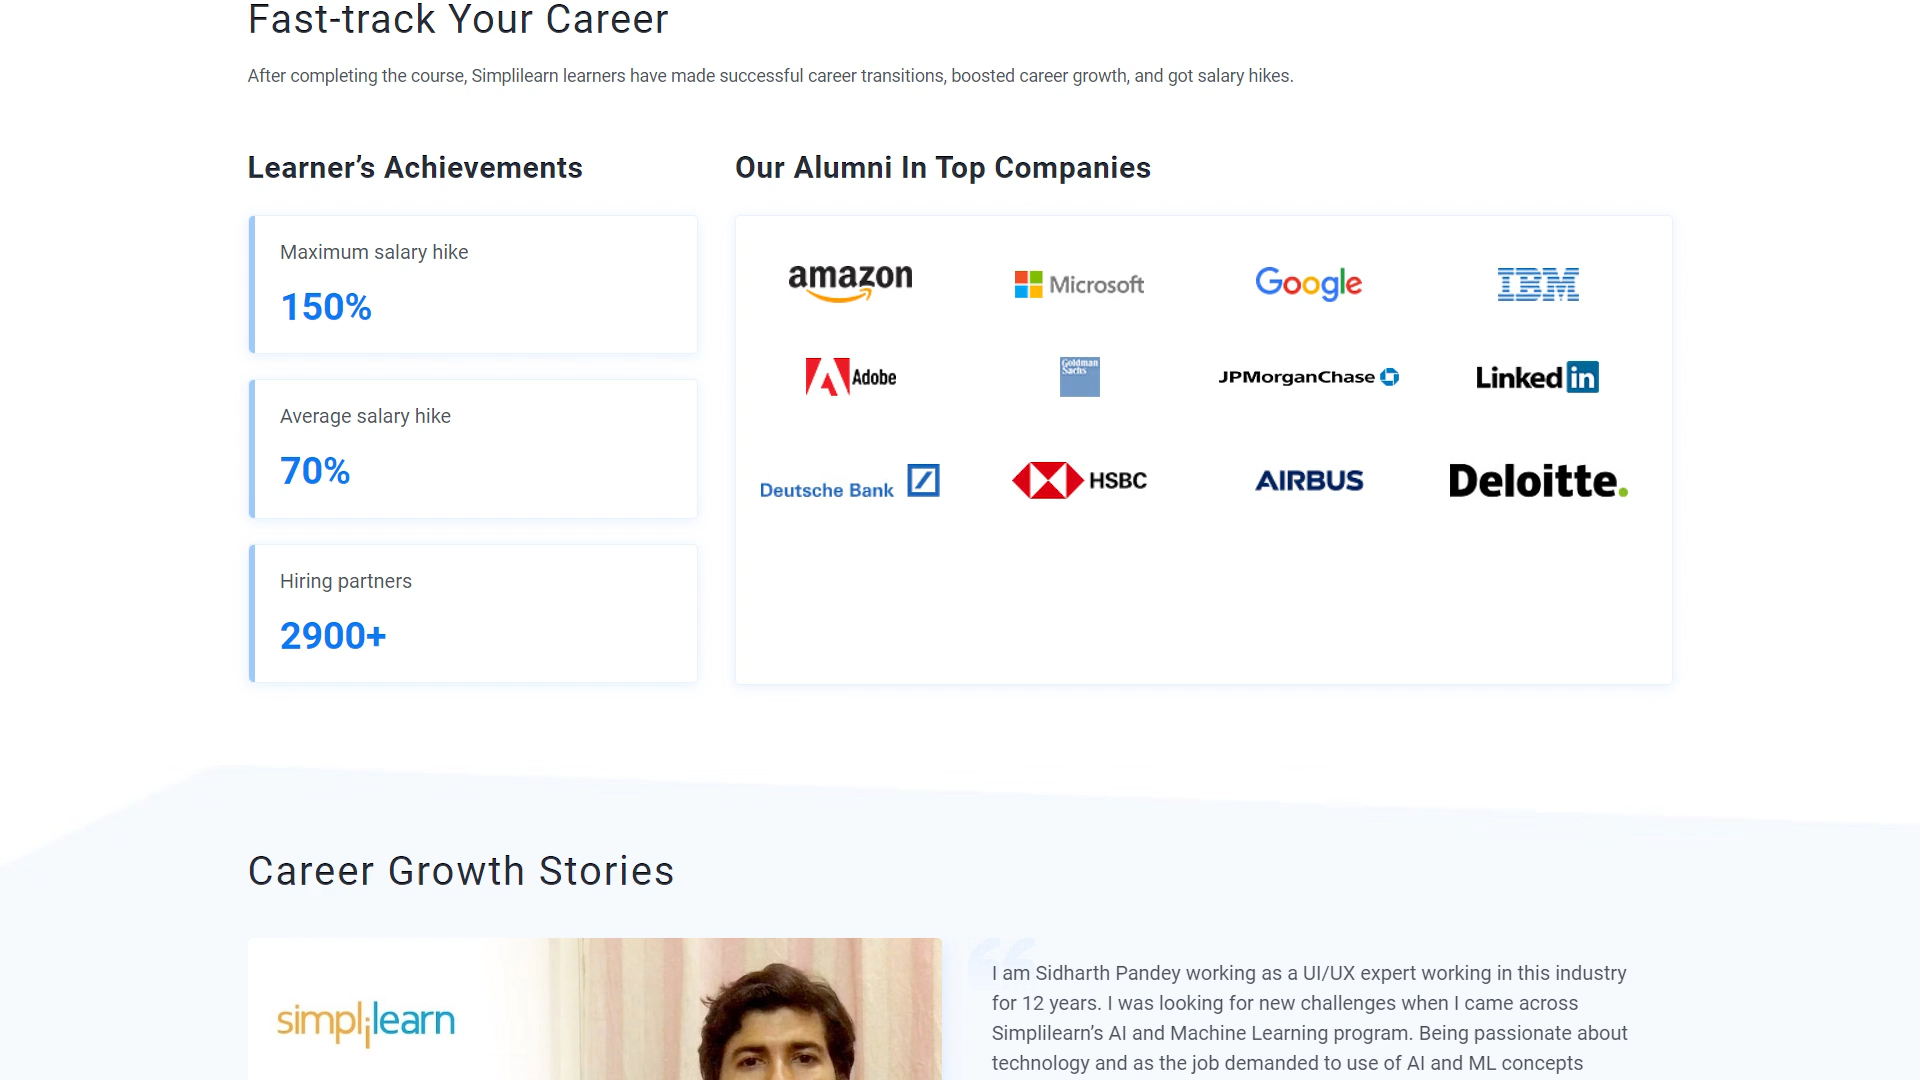 Fast-track Your Career
After completing the course, Simplilearn learners have made successful career transitions, boosted career growth, and got salary hikes.
Learner’s Achievements
Our Alumni In Top Companies
Maximum salary hike
150%
Average salary hike
70%
Hiring partners
2900+
amazon
Microsoft
Google
IBM
Adobe
Goldman
Sachs
JPMorganChase
Linked in
Deutsche Bank
HSBC
AIRBUS
Deloitte.
Career Growth Stories
simplilearn
“
I am Sidharth Pandey working as a UI/UX expert working in this industry
for 12 years. I was looking for new challenges when I came across
Simplilearn’s AI and Machine Learning program. Being passionate about
technology and as the job demanded to use of AI and ML concepts